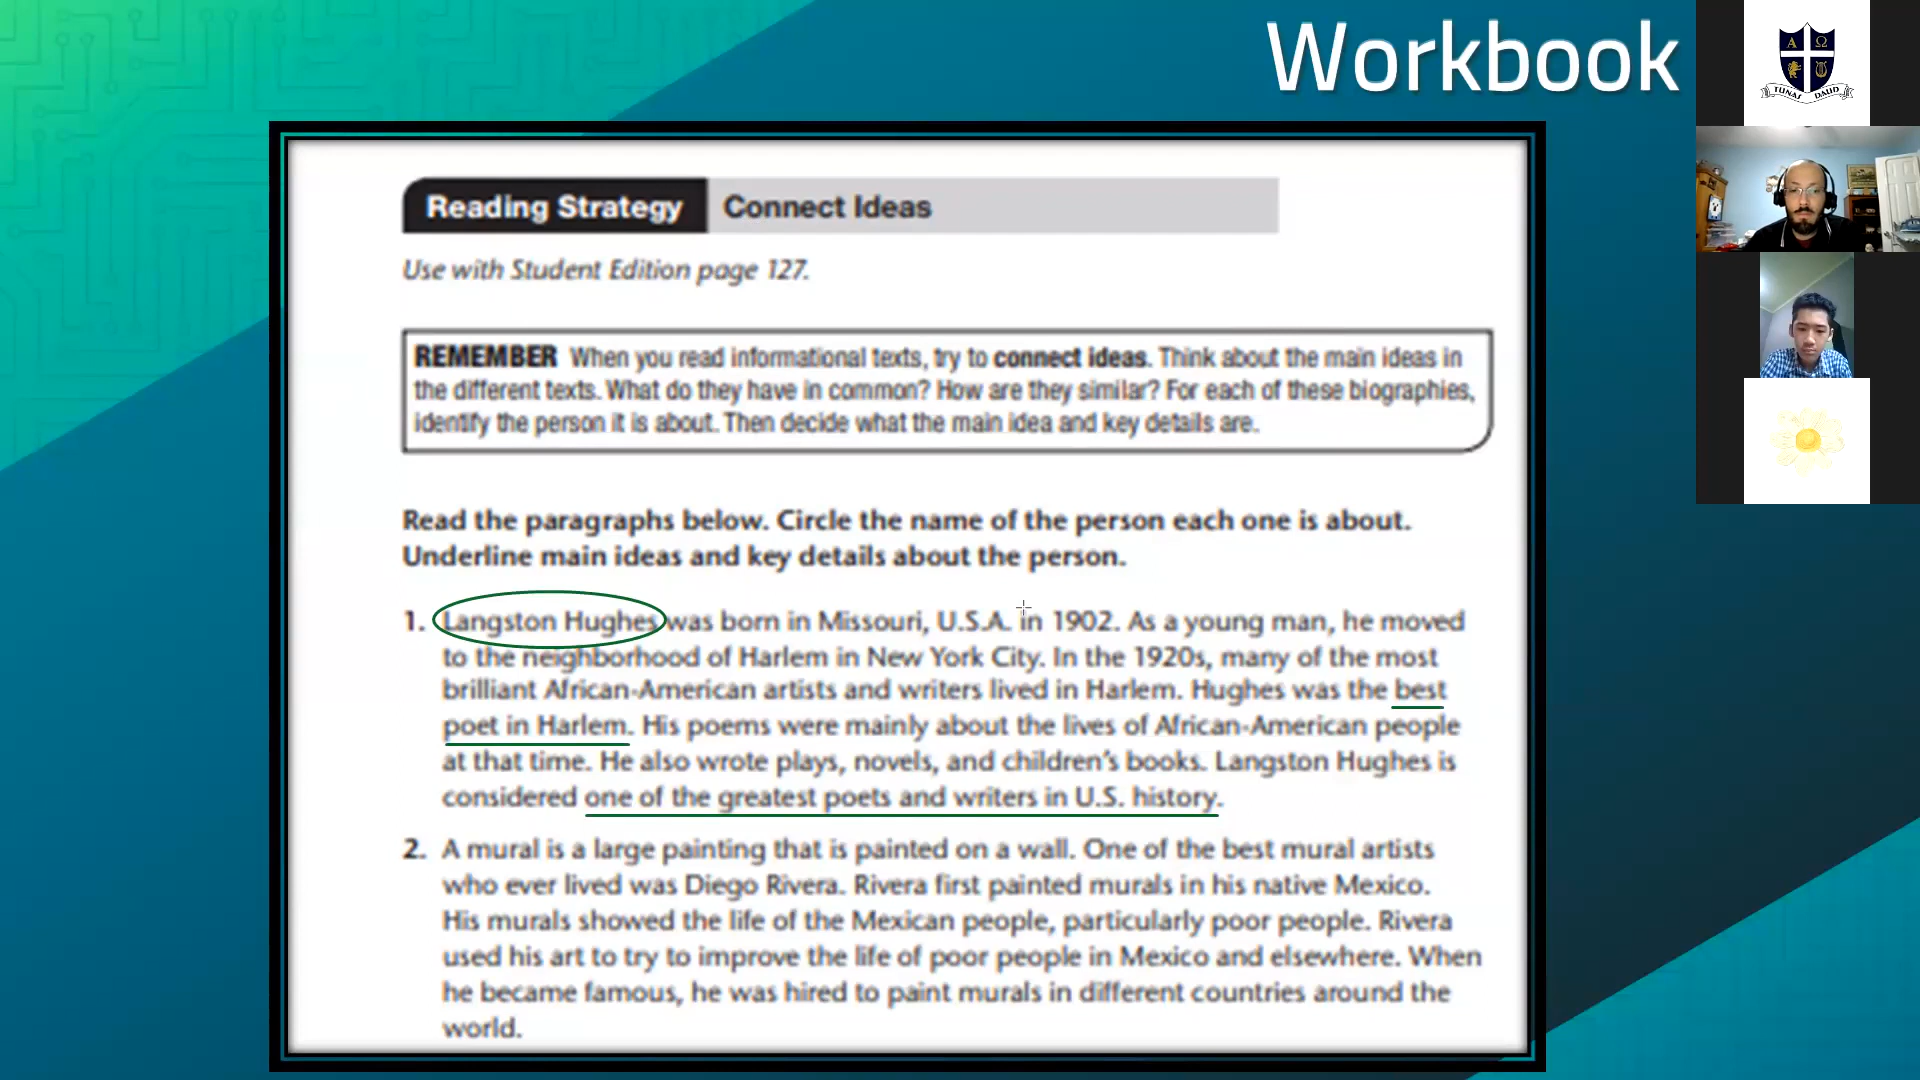 Workbook
Α Ω
TUNAS DAUD
Reading Strategy Connect Ideas
Use with Student Edition page 127.
REMEMBER When you read informational texts, try to connect ideas. Think about the main ideas in
the different texts. What do they have in common? How are they similar? For each of these biographies,
identify the person it is about. Then decide what the main idea and key details are.
Read the paragraphs below. Circle the name of the person each one is about.
Underline main ideas and key details about the person.
1. Langston Hughes was born in Missouri, U.S.A. in 1902. As a young man, he moved
to the neighborhood of Harlem in New York City. In the 1920s, many of the most
brilliant African-American artists and writers lived in Harlem. Hughes was the best
poet in Harlem. His poems were mainly about the lives of African-American people
at that time. He also wrote plays, novels, and children's books. Langston Hughes is
considered one of the greatest poets and writers in U.S. history.
2. A mural is a large painting that is painted on a wall. One of the best mural artists
who ever lived was Diego Rivera. Rivera first painted murals in his native Mexico.
His murals showed the life of the Mexican people, particularly poor people. Rivera
used his art to try to improve the life of poor people in Mexico and elsewhere. When
he became famous, he was hired to paint murals in different countries around the
world.